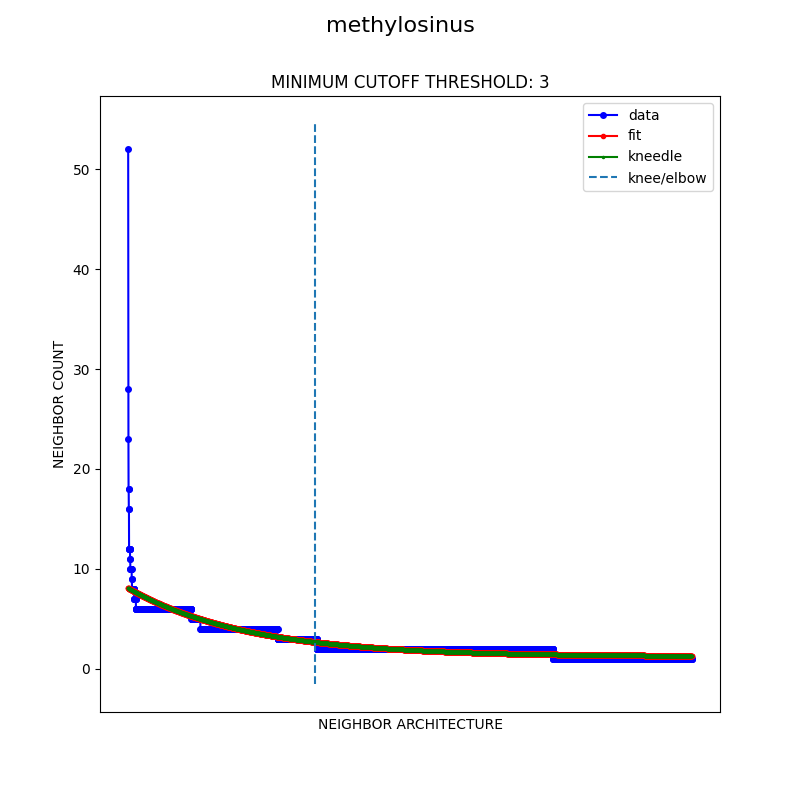 methylosinus
MINIMUM CUTOFF THRESHOLD: 3
data
fit
kneedle
knee/elbow
NEIGHBOR COUNT
50
40
30
20
10
0
NEIGHBOR ARCHITECTURE